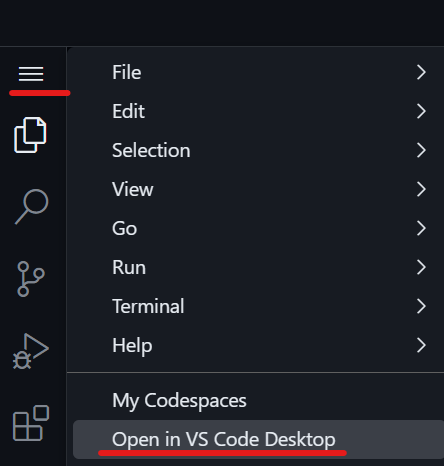 File
Edit
Selection
View
Go
Run
Terminal
Help
My Codespaces
Open in VS Code Desktop